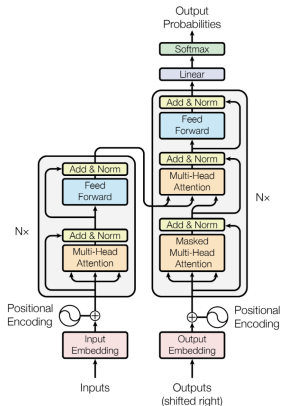 Output
Probabilities
Softmax
Linear
Add & Norm
Feed
Forward
Add & Norm
Multi-Head
Attention
Add & Norm
Masked
Multi-Head
Attention
N×
Positional
Encoding
Output
Embedding
Outputs
(shifted right)
Add & Norm
Feed
Forward
Add & Norm
Multi-Head
Attention
N×
Positional
Encoding
Input
Embedding
Inputs